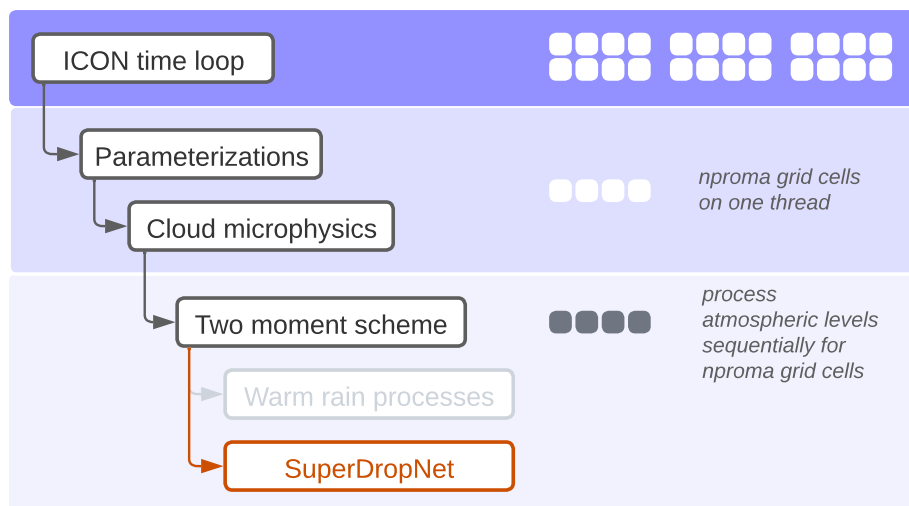 ICON time loop
Parameterizations
nproma grid cells
on one thread
Cloud microphysics
Two moment scheme
process
atmospheric levels
sequentially for
nproma grid cells
Warm rain processes
SuperDropNet